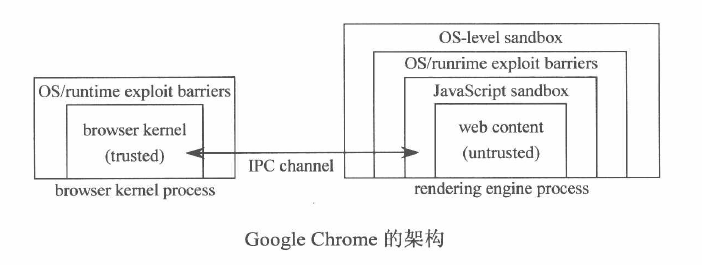 OS-level sandbox
OS/runtime exploit barriers
OS/runrime exploit barriers
JavaScript sandbox
browser kernel
(trusted)
web content
(untrusted)
IPC channel
browser kernel process
rendering engine process
Google Chrome 的架构